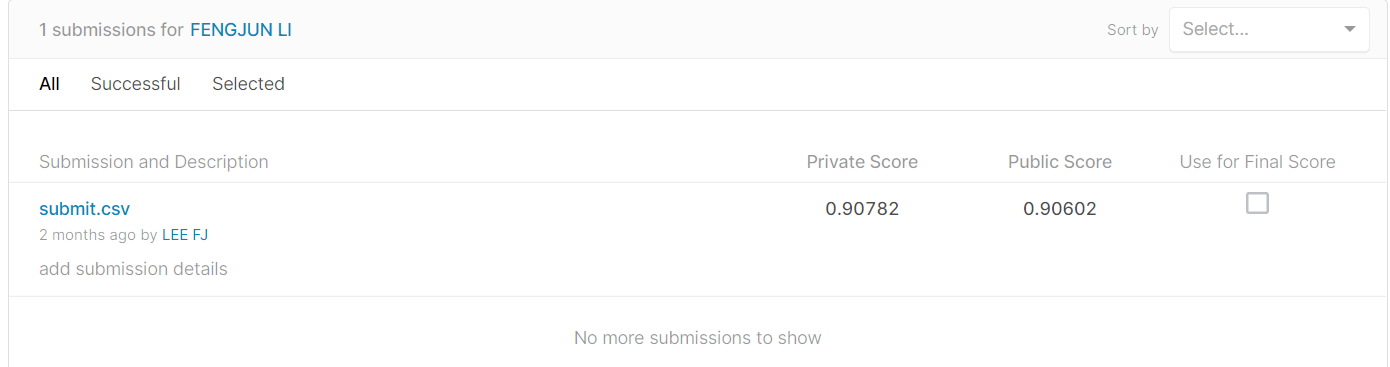 1 submissions for FENGJUN LI Sort by Select...
All Successful Selected
Submission and Description Private Score Public Score Use for Final Score
submit.csv 0.90782 0.90602
2 months ago by LEE FJ
add submission details
No more submissions to show